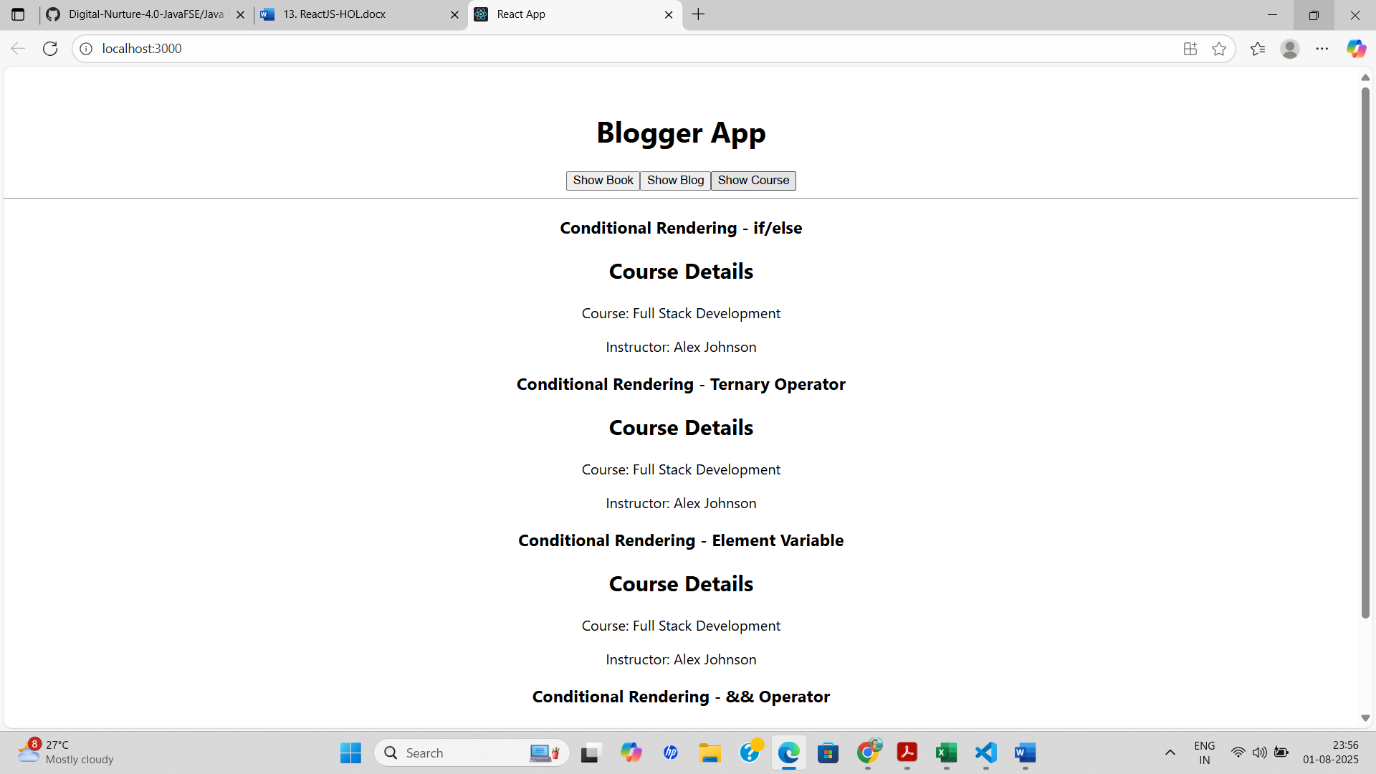 Digital-Nurture-4.0-JavaFSE/Java
13. ReactJS-HOL.docx
React App
localhost:3000
Blogger App
Show Book Show Blog Show Course
Conditional Rendering - if/else
Course Details
Course: Full Stack Development
Instructor: Alex Johnson
Conditional Rendering - Ternary Operator
Course Details
Course: Full Stack Development
Instructor: Alex Johnson
Conditional Rendering - Element Variable
Course Details
Course: Full Stack Development
Instructor: Alex Johnson
Conditional Rendering - && Operator
8
27°C
Mostly cloudy
Search
hp
ENG
IN
23:56
01-08-2025